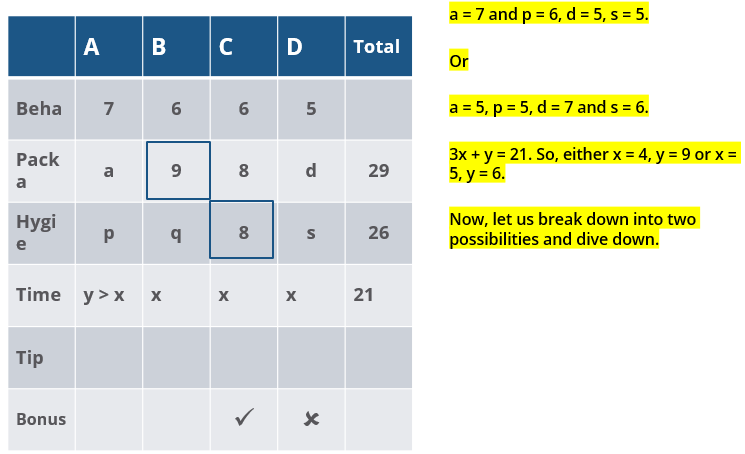 A B C D Total
Beha 7 6 6 5
Pack
a a 9 8 d 29
Hygi
e p q 8 s 26
Time y > x x x x 21
Tip
Bonus ✓ ✘
a = 7 and p = 6, d = 5, s = 5.
Or
a = 5, p = 5, d = 7 and s = 6.
3x + y = 21. So, either x = 4, y = 9 or x =
5, y = 6.
Now, let us break down into two
possibilities and dive down.